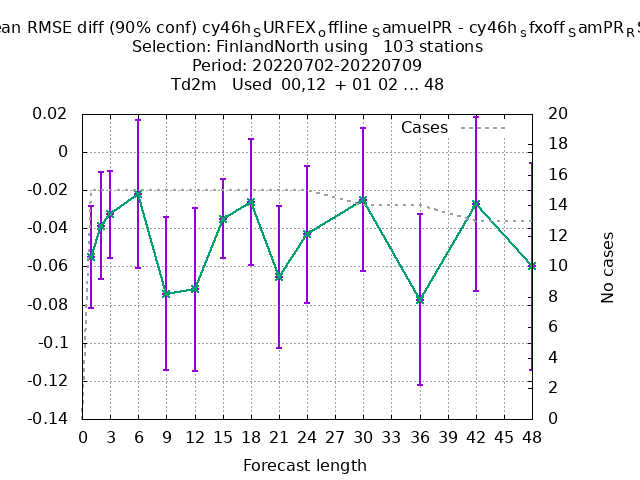 ean RMSE diff (90% conf) cy46h_SURFEX_offline_SamuelPR - cy46h_sfxoff_SamPR_RS
Selection: FinlandNorth using 103 stations
Period: 20220702-20220709
Td2m Used 00,12 + 01 02 ... 48
Cases
0.02
0
-0.02
-0.04
-0.06
-0.08
-0.1
-0.12
-0.14
20
18
16
14
12
10
8
6
4
2
0
No cases
0 3 6 9 12 15 18 21 24 27 30 33 36 39 42 45 48
Forecast length